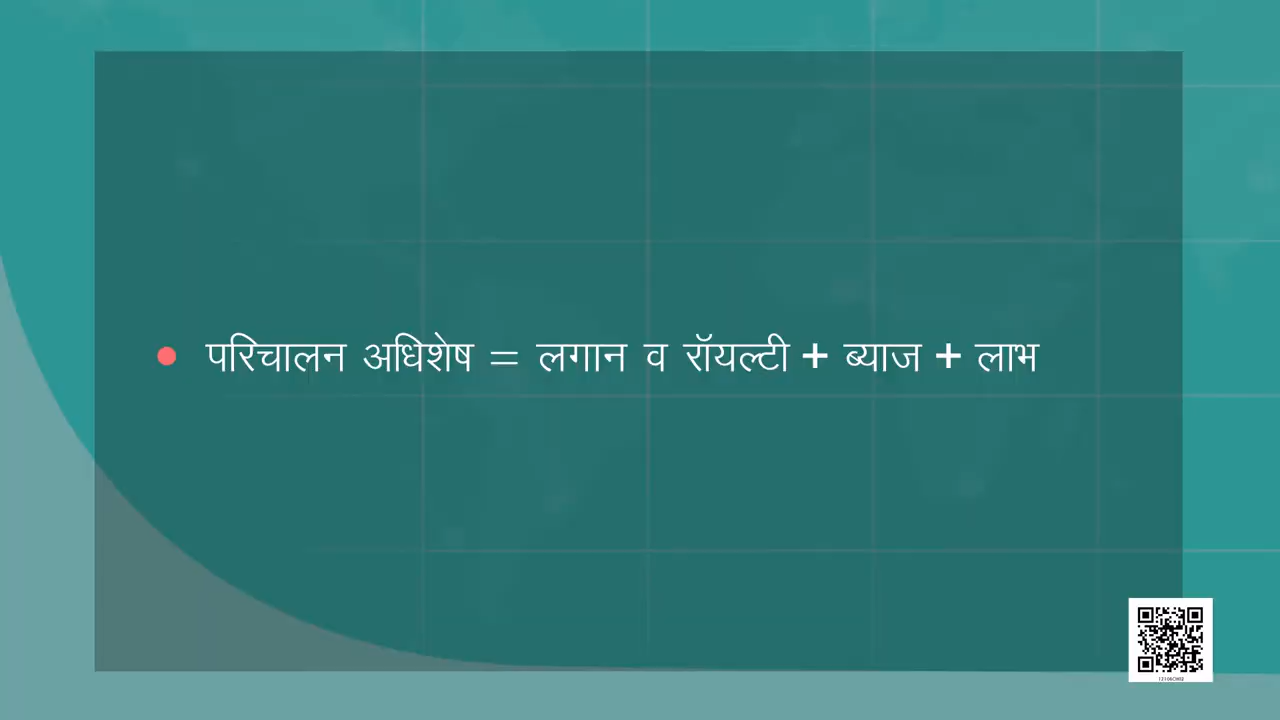 • परिचालन अधिशेष = लगान व रॉयल्टी + ब्याज + लाभ